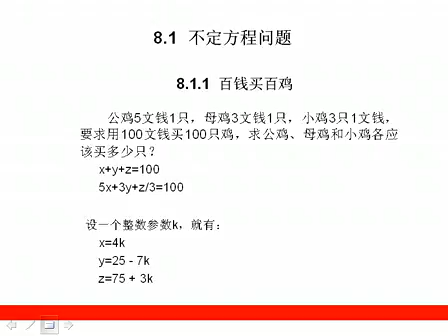 8.1 不定方程问题
8.1.1 百钱买百鸡
公鸡5文钱1只，母鸡3文钱1只，小鸡3只1文钱，
要求用100文钱买100只鸡，求公鸡、母鸡和小鸡各应
该买多少只？
x+y+z=100
5x+3y+z/3=100
设一个整数参数k，就有：
x=4k
y=25 - 7k
z=75 + 3k